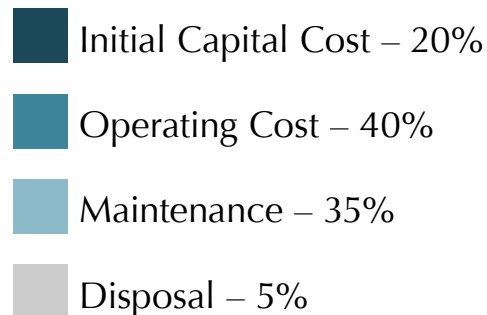 Initial Capital Cost – 20%
Operating Cost – 40%
Maintenance – 35%
Disposal – 5%